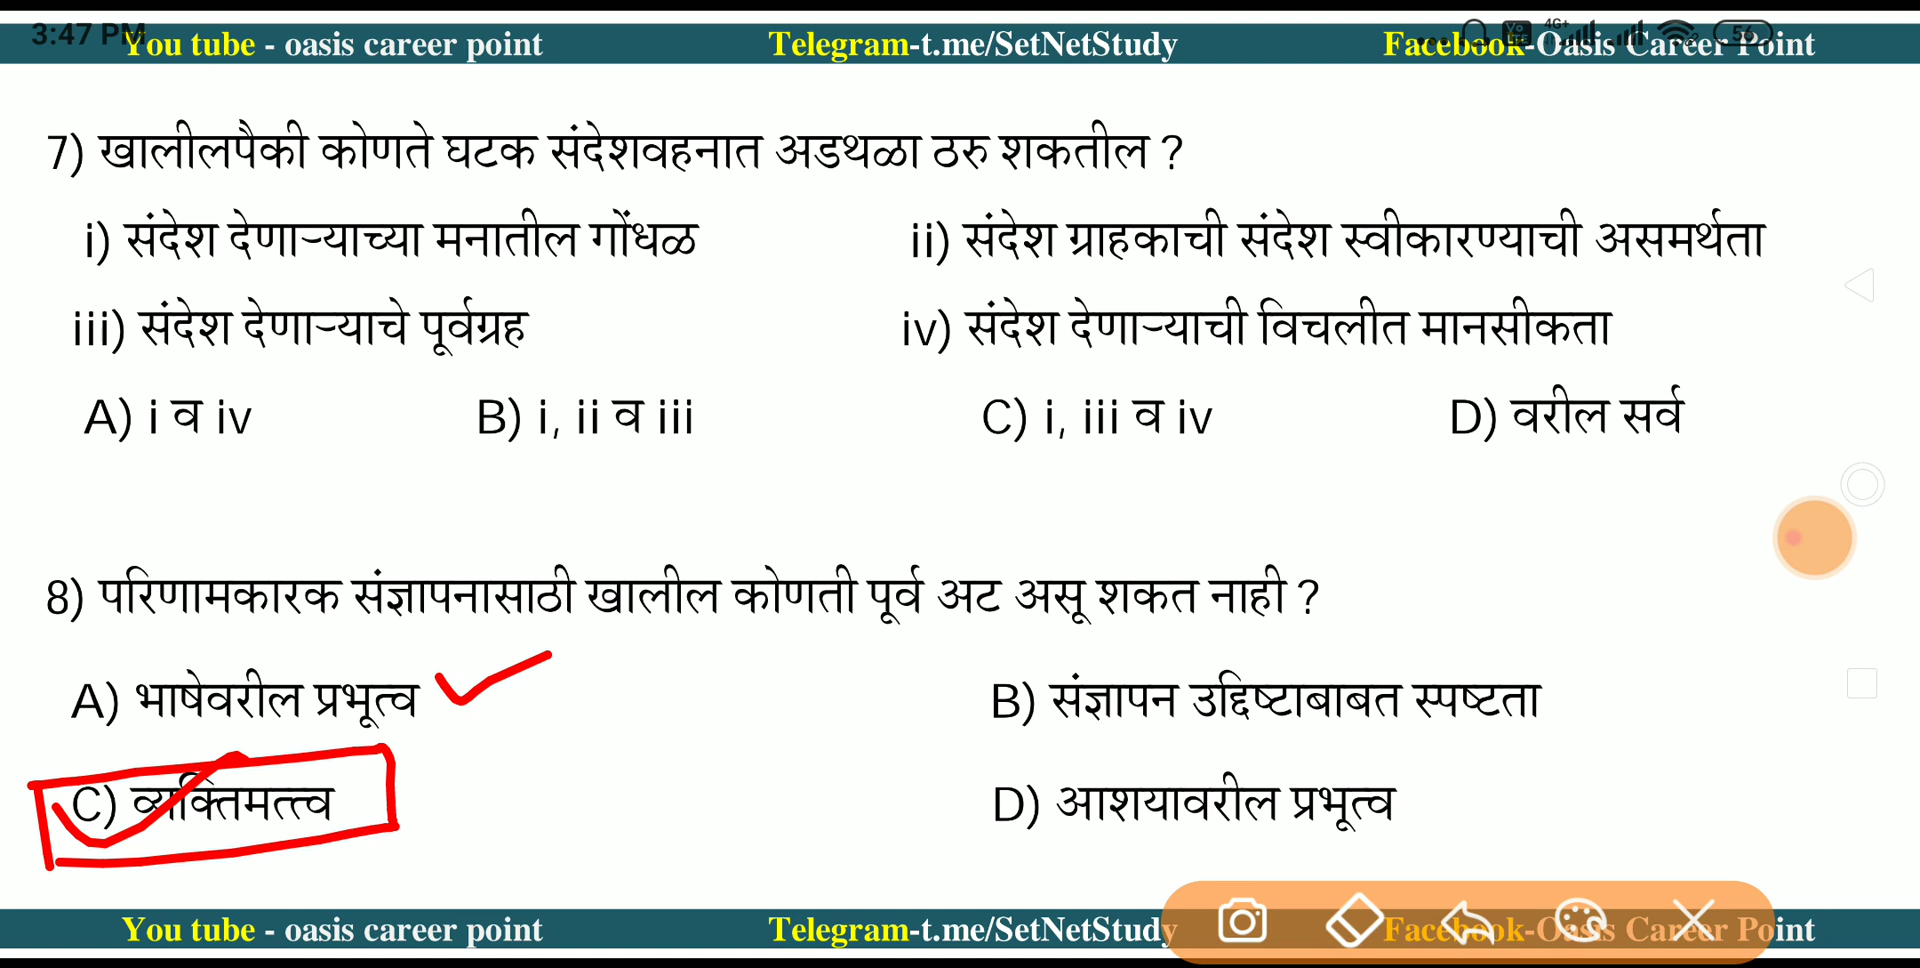 3:47 PM
4G+
56
You tube - oasis career point Telegram-t.me/SetNetStudy Facebook-Oasis Career Point
7) खालीलपैकी कोणते घटक संदेशवहनात अडथळा ठरु शकतील ?
i) संदेश देणाऱ्याच्या मनातील गोंधळ ii) संदेश ग्राहकाची संदेश स्वीकारण्याची असमर्थता
iii) संदेश देणाऱ्याचे पूर्वग्रह iv) संदेश देणाऱ्याची विचलीत मानसीकता
A) i व iv B) i, ii व iii C) i, iii व iv D) वरील सर्व
8) परिणामकारक संज्ञापनासाठी खालील कोणती पूर्व अट असू शकत नाही ?
A) भाषेवरील प्रभूत्व B) संज्ञापन उद्दिष्टाबाबत स्पष्टता
C) व्यक्तिमत्त्व D) आशयावरील प्रभूत्व
You tube - oasis career point Telegram-t.me/SetNetStudy Facebook-Oasis Career Point